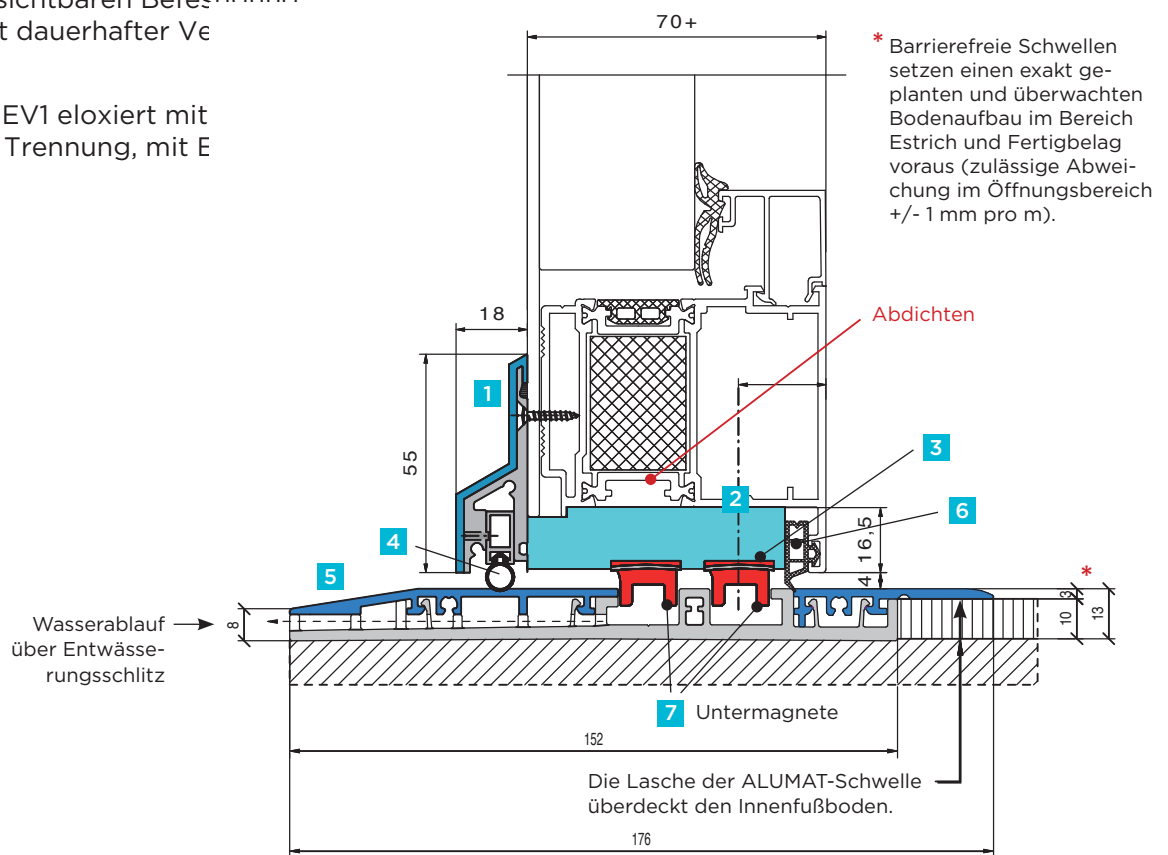 sichtbaren
t dauerhafter
EV1 eloxiert mit
Trennung, mit
70+
* Barrierefreie Schwellen
setzen einen exakt ge-
planten und überwachten
Bodenaufbau im Bereich
Estrich und Fertigbelag
voraus (zulässige Abwei-
chung im Öffnungsbereich
+/- 1 mm pro m).
18
Abdichten
1
55
3
2
6
16,5
4
4
5
*
3
8
10
13
Wasserablauf
über Entwässe-
rungsschlitz
7 Untermagnete
152
Die Lasche der ALUMAT-Schwelle
überdeckt den Innenfußboden.
176